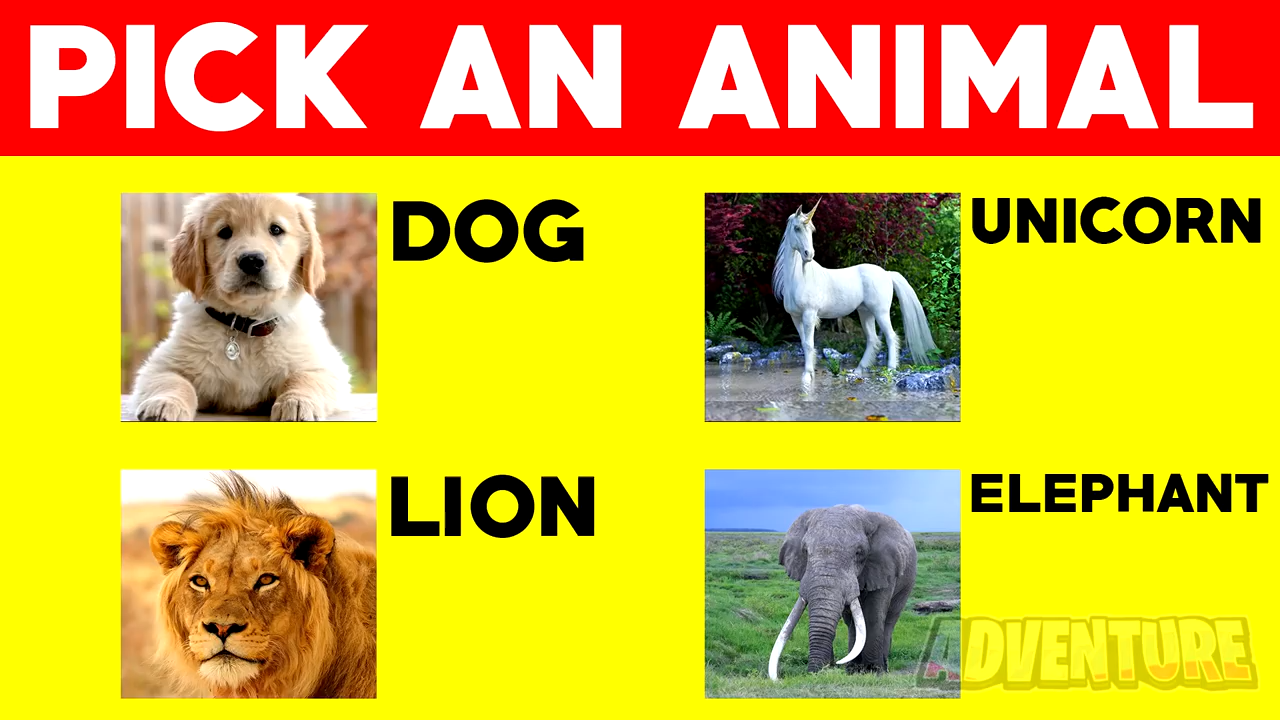 PICK AN ANIMAL
DOG
UNICORN
LION
ELEPHANT
ADVENTURE